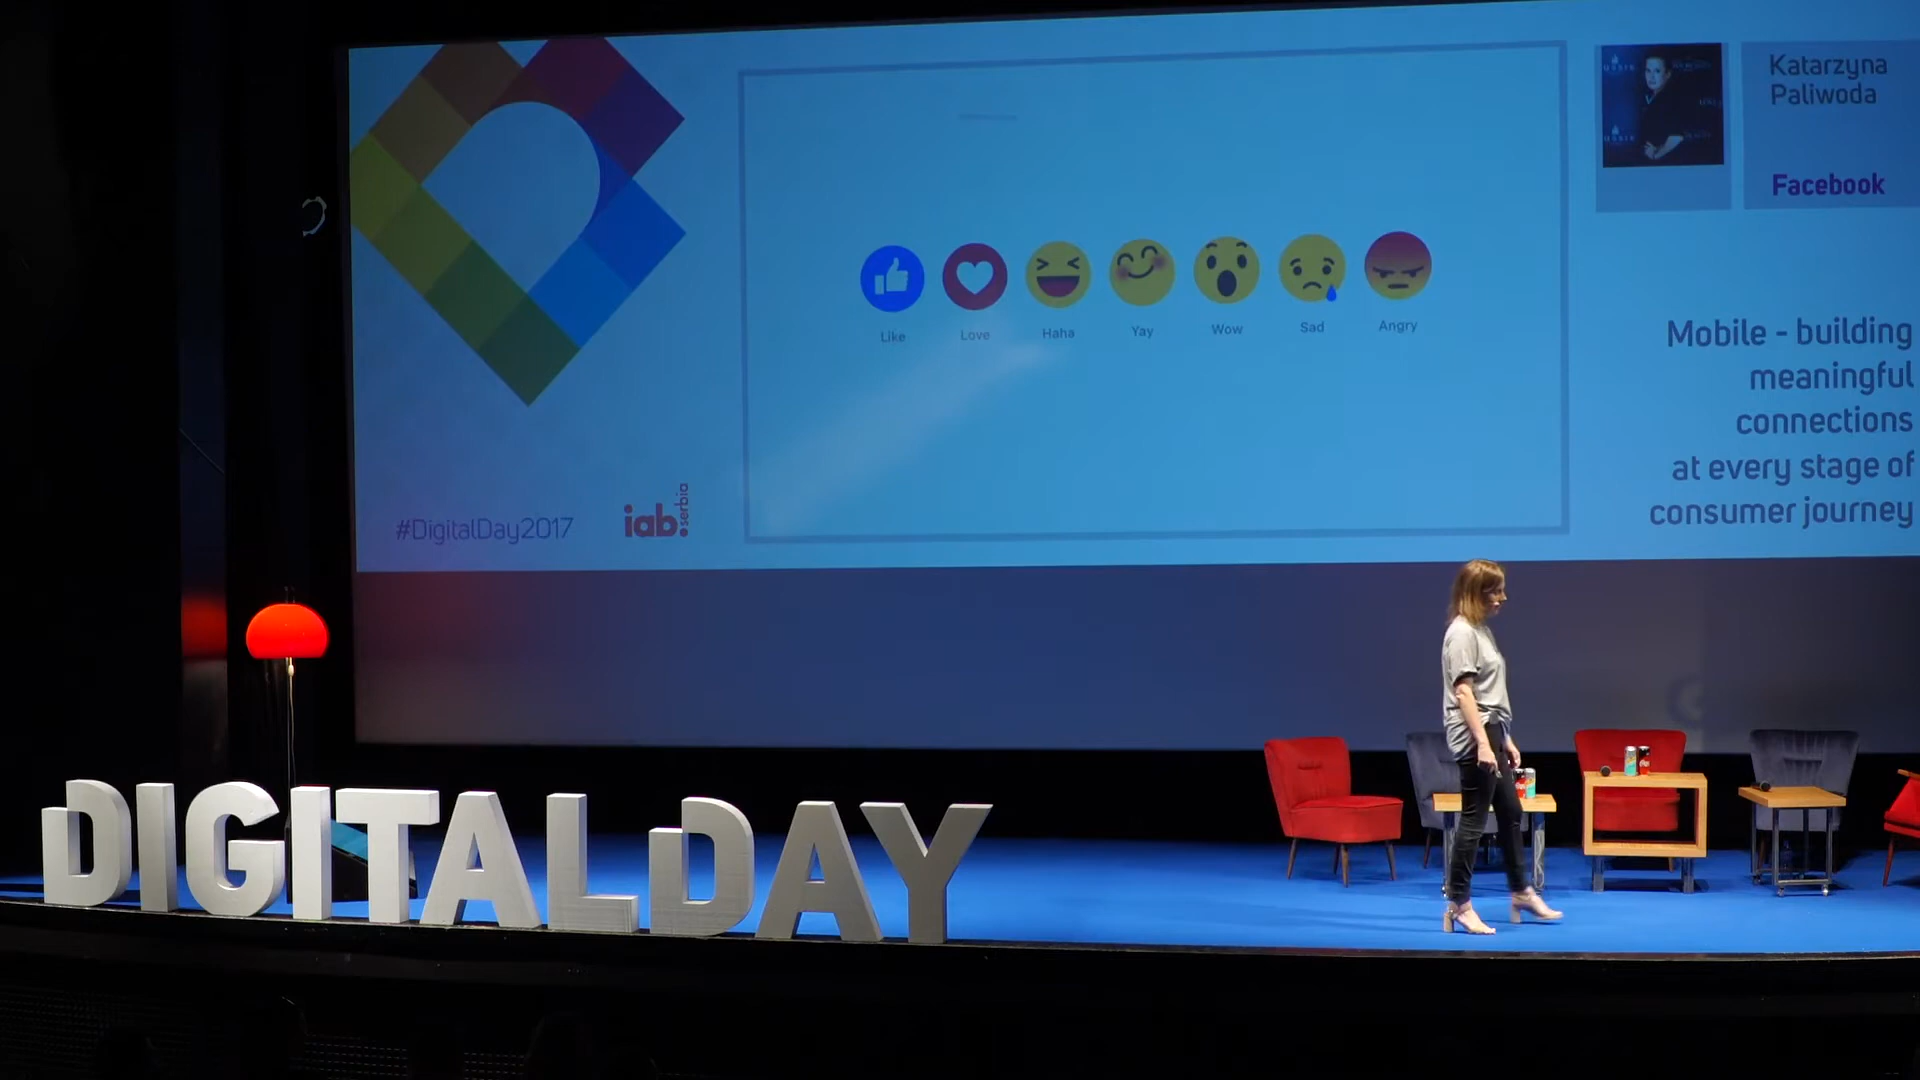 Katarzyna
Paliwoda
Facebook
Like
Love
Haha
Yay
Wow
Sad
Angry
Mobile - building
meaningful
connections
at every stage of
consumer journey
#DigitalDay2017
iab.
serbia
DIGITALDAY